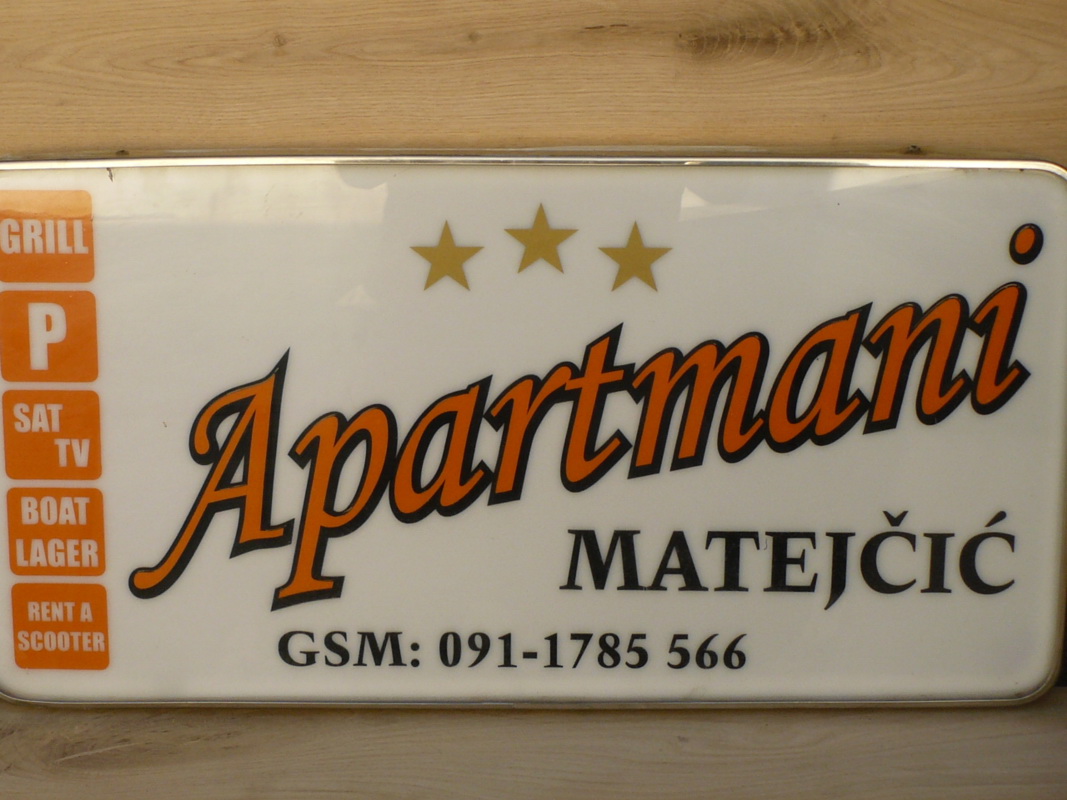 GRILL
P
SAT
TV
BOAT
LAGER
RENT A
SCOOTER
Apartmani
MATEJČIĆ
GSM: 091-1785 566